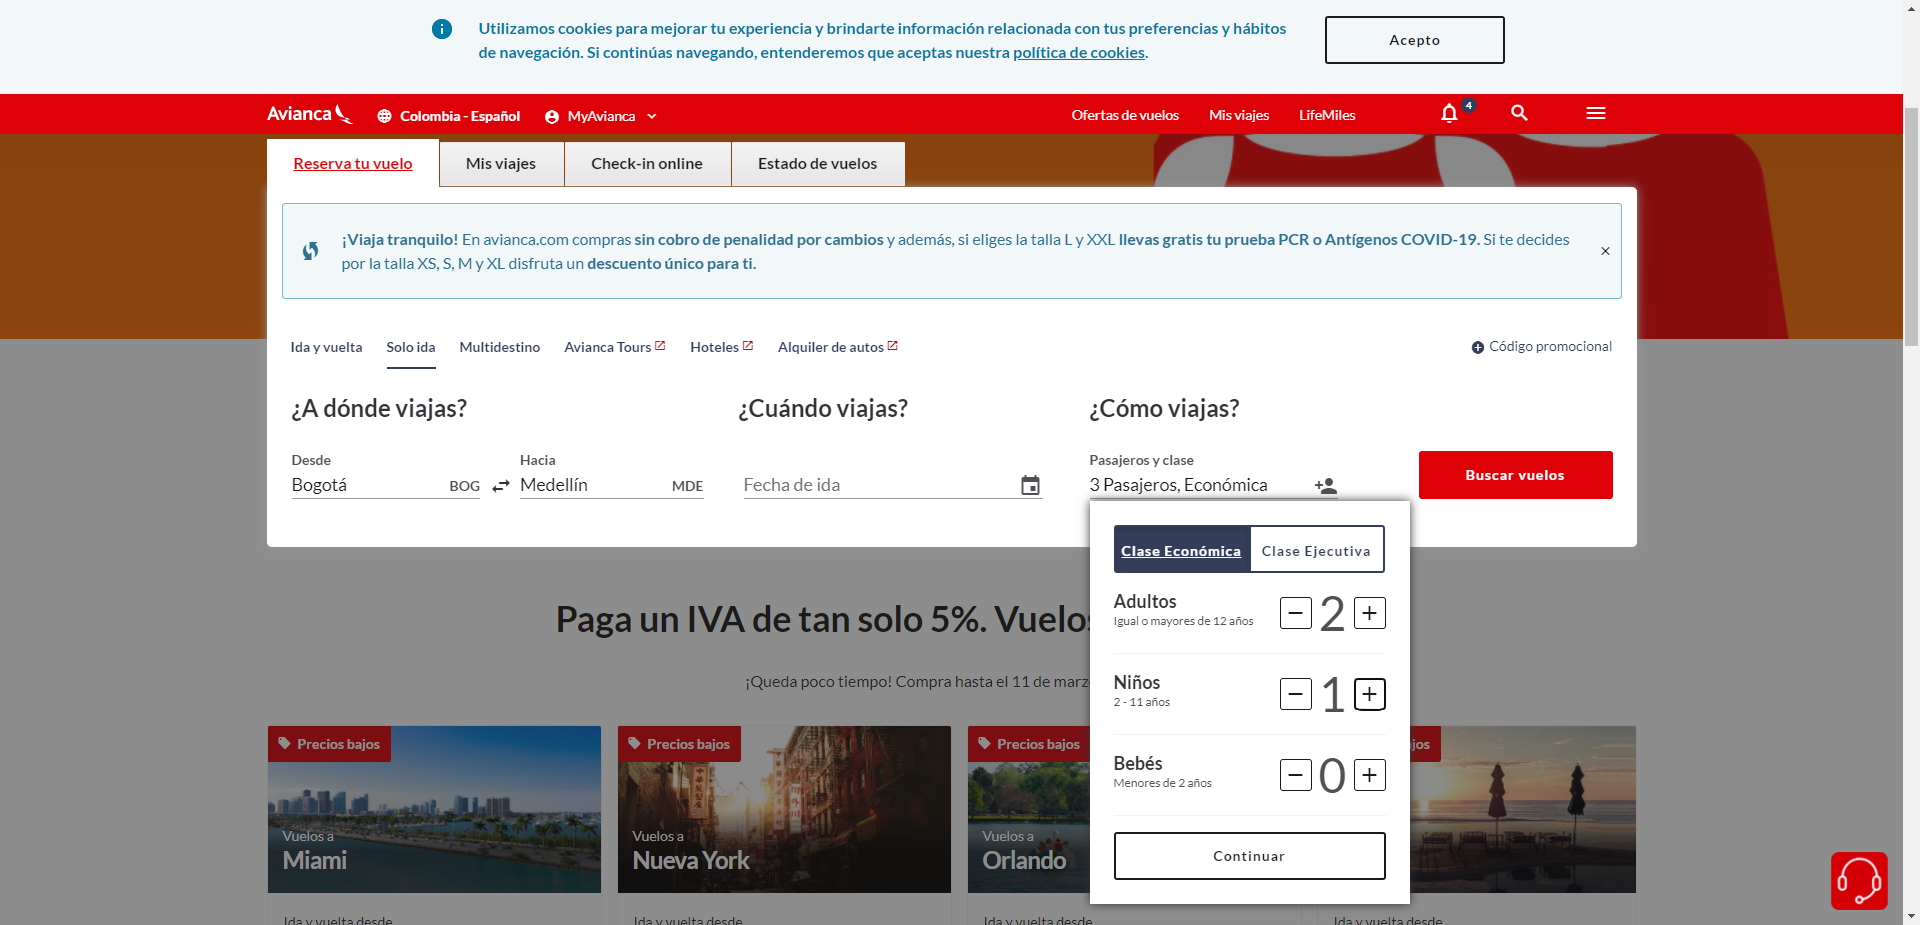 Utilizamos cookies para mejorar tu experiencia y brindarte información relacionada con tus preferencias y hábitos
de navegación. Si continúas navegando, entenderemos que aceptas nuestra política de cookies.
Acepto
Avianca
Colombia - Español
MyAvianca
Ofertas de vuelos
Mis viajes
LifeMiles
4
Reserva tu vuelo
Mis viajes
Check-in online
Estado de vuelos
¡Viaja tranquilo! En avianca.com compras sin cobro de penalidad por cambios y además, si eliges la talla L y XXL llevas gratis tu prueba PCR o Antígenos COVID-19. Si te decides
por la talla XS, S, M y XL disfruta un descuento único para ti.
Ida y vuelta
Solo ida
Multidestino
Avianca Tours
Hoteles
Alquiler de autos
Código promocional
¿A dónde viajas?
¿Cuándo viajas?
¿Cómo viajas?
Desde
Hacia
Pasajeros y clase
Bogotá BOG
Medellín MDE
Fecha de ida
3 Pasajeros, Económica
Buscar vuelos
Clase Económica
Clase Ejecutiva
Adultos
Igual o mayores de 12 años
2
Niños
2 - 11 años
1
Bebés
Menores de 2 años
0
Continuar
Paga un IVA de tan solo 5%.
¡Queda poco tiempo! Compra hasta el 11 de
Precios bajos
Precios bajos
Precios bajos
Vuelos a
Miami
Vuelos a
Nueva York
Vuelos a
Orlando
Ida y vuelta desde
Ida y vuelta desde
Ida y vuelta desde
Ida y vuelta desde